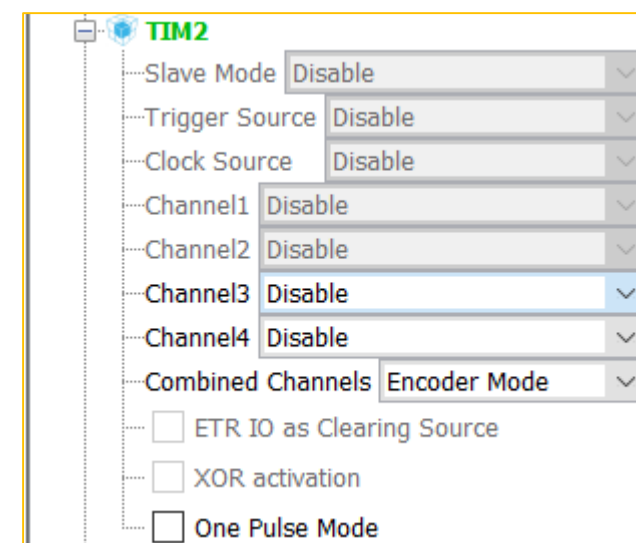 TIM2
Slave Mode Disable
Trigger Source Disable
Clock Source Disable
Channel1 Disable
Channel2 Disable
Channel3 Disable
Channel4 Disable
Combined Channels Encoder Mode
ETR IO as Clearing Source
XOR activation
One Pulse Mode